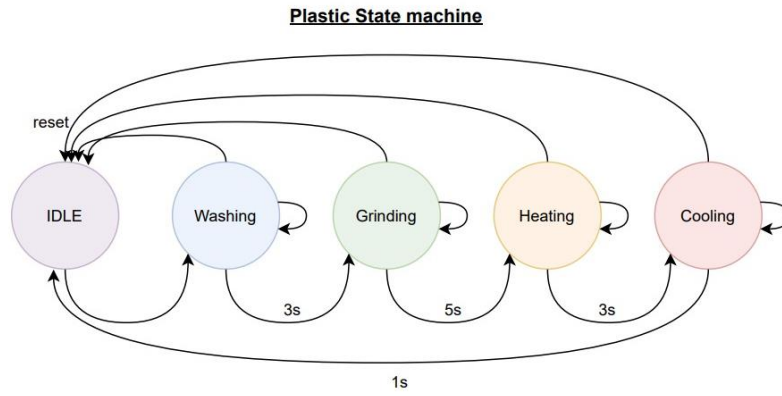 Plastic State machine
reset
IDLE
Washing
Grinding
Heating
Cooling
3s
5s
3s
1s